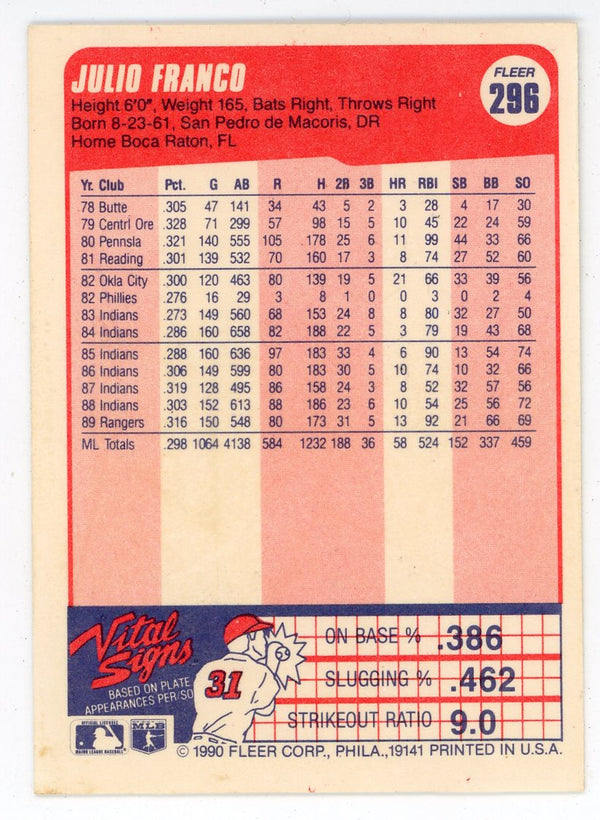 JULIO FRANCO
FLEER
296
Height 6'0", Weight 165, Bats Right, Throws Right
Born 8-23-61, San Pedro de Macoris, DR
Home Boca Raton, FL
Yr. Club Pct. G AB R H 2B 3B HR RBI SB BB SO
78 Butte .305 47 141 34 43 5 2 3 28 4 17 30
79 Centrl Ore .328 71 299 57 98 15 5 10 45 22 24 59
80 Pennsla .321 140 555 105 178 25 6 11 99 44 33 66
81 Reading .301 139 532 70 160 17 3 8 74 27 52 60
82 Okla City .300 120 463 80 139 19 5 21 66 33 39 56
82 Phillies .276 16 29 3 8 1 0 0 3 0 2 4
83 Indians .273 149 560 68 153 24 8 8 80 32 27 50
84 Indians .286 160 658 82 188 22 5 3 79 19 43 68
85 Indians .288 160 636 97 183 33 4 6 90 13 54 74
86 Indians .306 149 599 80 183 30 5 10 74 10 32 66
87 Indians .319 128 495 86 158 24 3 8 52 32 57 56
88 Indians .303 152 613 88 186 23 6 10 54 25 56 72
89 Rangers .316 150 548 80 173 31 5 13 92 21 66 69
ML Totals .298 1064 4138 584 1232 188 36 58 524 152 337 459
Vital
Signs
BASED ON PLATE
APPEARANCES PER/SO
31
ON BASE % .386
SLUGGING % .462
STRIKEOUT RATIO 9.0
OFFICIAL LICENSEE
MAJOR LEAGUE BASEBALL
MLB
© 1990 FLEER CORP., PHILA., 19141 PRINTED IN U.S.A.